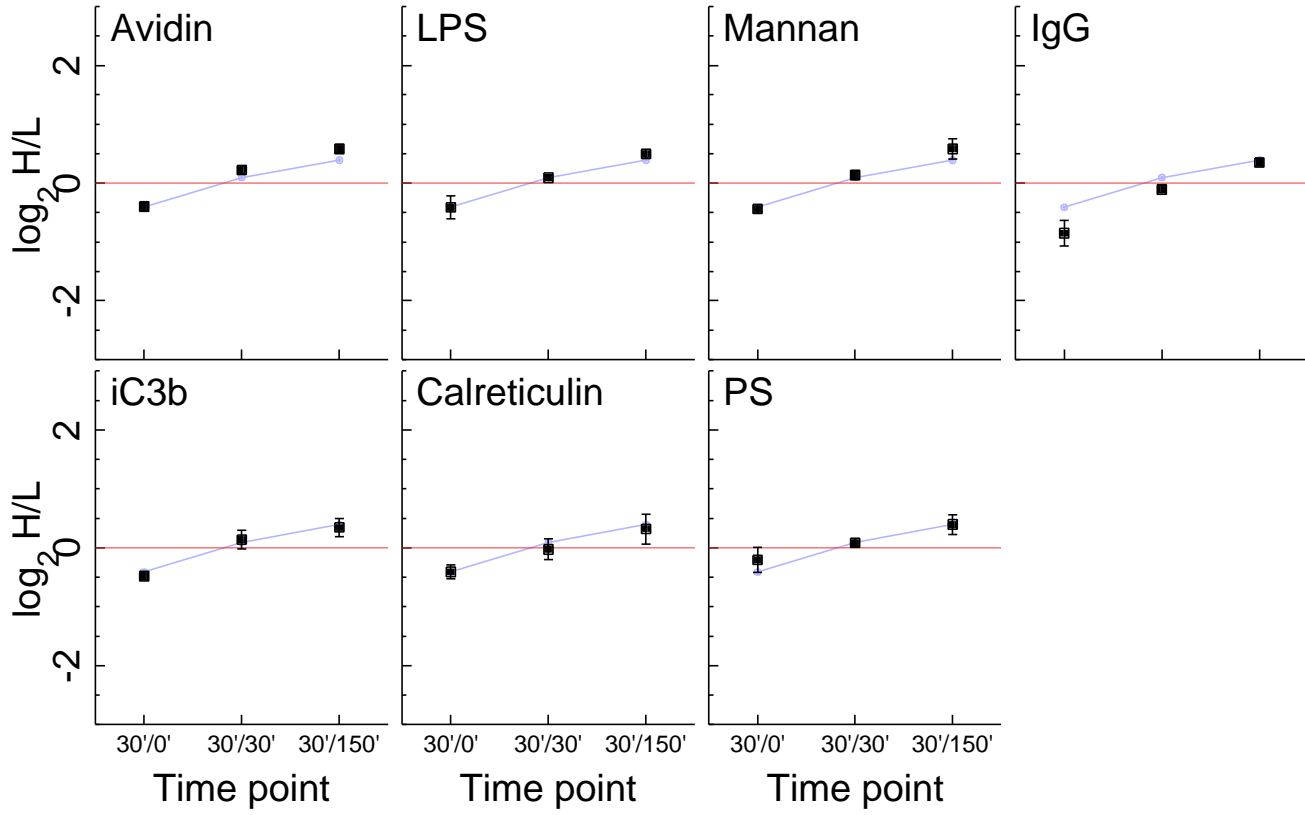 Avidin
LPS
Mannan
IgG
log2 H/L
2
0
-2
iC3b
Calreticulin
PS
log2 H/L
2
0
-2
30'/0' 30'/30' 30'/150'
30'/0' 30'/30' 30'/150'
30'/0' 30'/30' 30'/150'
Time point
Time point
Time point